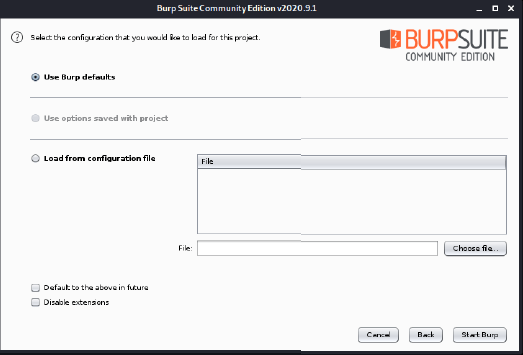 Burp Suite Community Edition v2020.9.1
? Select the configuration that you would like to load for this project.
BURPSUITE
COMMUNITY EDITION
Use Burp defaults
Use options saved with project
Load from configuration file
File
File:
Choose file...
Default to the above in future
Disable extensions
Cancel Back Start Burp